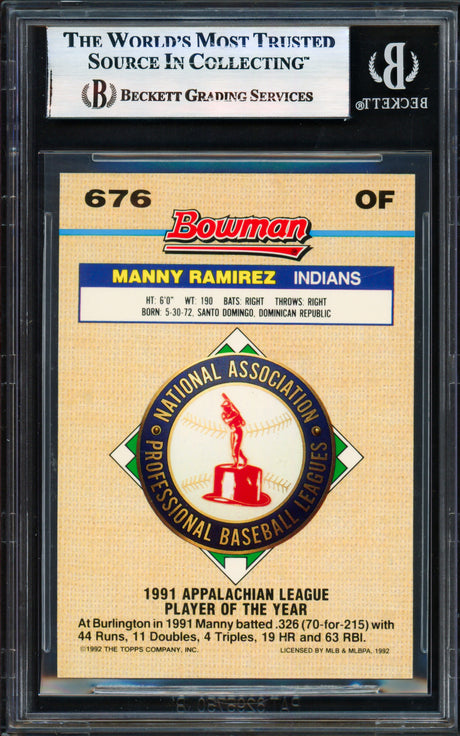 THE WORLD'S MOST TRUSTED
SOURCE IN COLLECTING™
BECKETT GRADING SERVICES
BECKETT®
676
OF
Bowman
MANNY RAMIREZ INDIANS
HT: 6'0" WT: 190 BATS: RIGHT THROWS: RIGHT
BORN: 5-30-72, SANTO DOMINGO, DOMINICAN REPUBLIC
NATIONAL ASSOCIATION
PROFESSIONAL BASEBALL LEAGUES
1991 APPALACHIAN LEAGUE
PLAYER OF THE YEAR
At Burlington in 1991 Manny batted .326 (70-for-215) with
44 Runs, 11 Doubles, 4 Triples, 19 HR and 63 RBI.
©1992 THE TOPPS COMPANY, INC.
LICENSED BY MLB & MLBPA, 1992